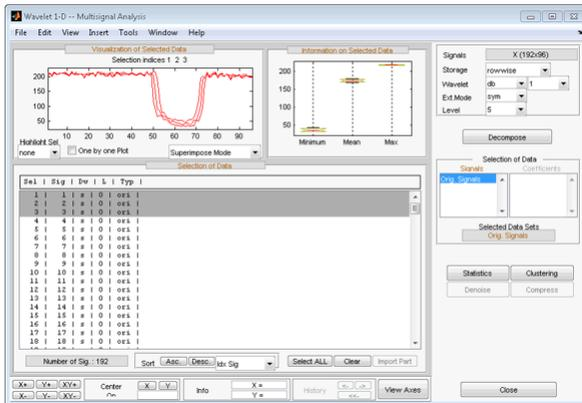 Wavelet 1-D -- Multisignal Analysis
File Edit View Insert Tools Window Help
Visualization of Selected Data
Selection indices 1 2 3
200
150
100
50
10 20 30 40 50 60 70 80 90
Highlight Sel.
none
One by one Plot
Superimpose Mode
Information on Selected Data
200
150
100
50
Minimum Mean Max
Selection of Data
Sel | Sig | Dw | L | Typ |
1 | 1 | s | 0 | ori |
2 | 2 | s | 0 | ori |
3 | 3 | s | 0 | ori |
4 | 4 | s | 0 | ori |
5 | 5 | s | 0 | ori |
6 | 6 | s | 0 | ori |
7 | 7 | s | 0 | ori |
8 | 8 | s | 0 | ori |
9 | 9 | s | 0 | ori |
10 | 10 | s | 0 | ori |
11 | 11 | s | 0 | ori |
12 | 12 | s | 0 | ori |
13 | 13 | s | 0 | ori |
14 | 14 | s | 0 | ori |
15 | 15 | s | 0 | ori |
16 | 16 | s | 0 | ori |
17 | 17 | s | 0 | ori |
18 | 18 | s | 0 | ori |
Number of Sig. : 192
Sort Asc. Desc. Idx Sig
Select ALL Clear Import Part
X+ Y+ XY+
X- Y- XY-
Center
On
X Y
Info
X =
Y =
History
<- ->
<<-
View Axes
Signals X (192x96)
Storage rowwise
Wavelet db 1
Ext.Mode sym
Level 5
Decompose
Selection of Data
Signals Coefficients
Orig. Signals
Selected Data Sets
Orig. Signals
Statistics Clustering
Denoise Compress
Close